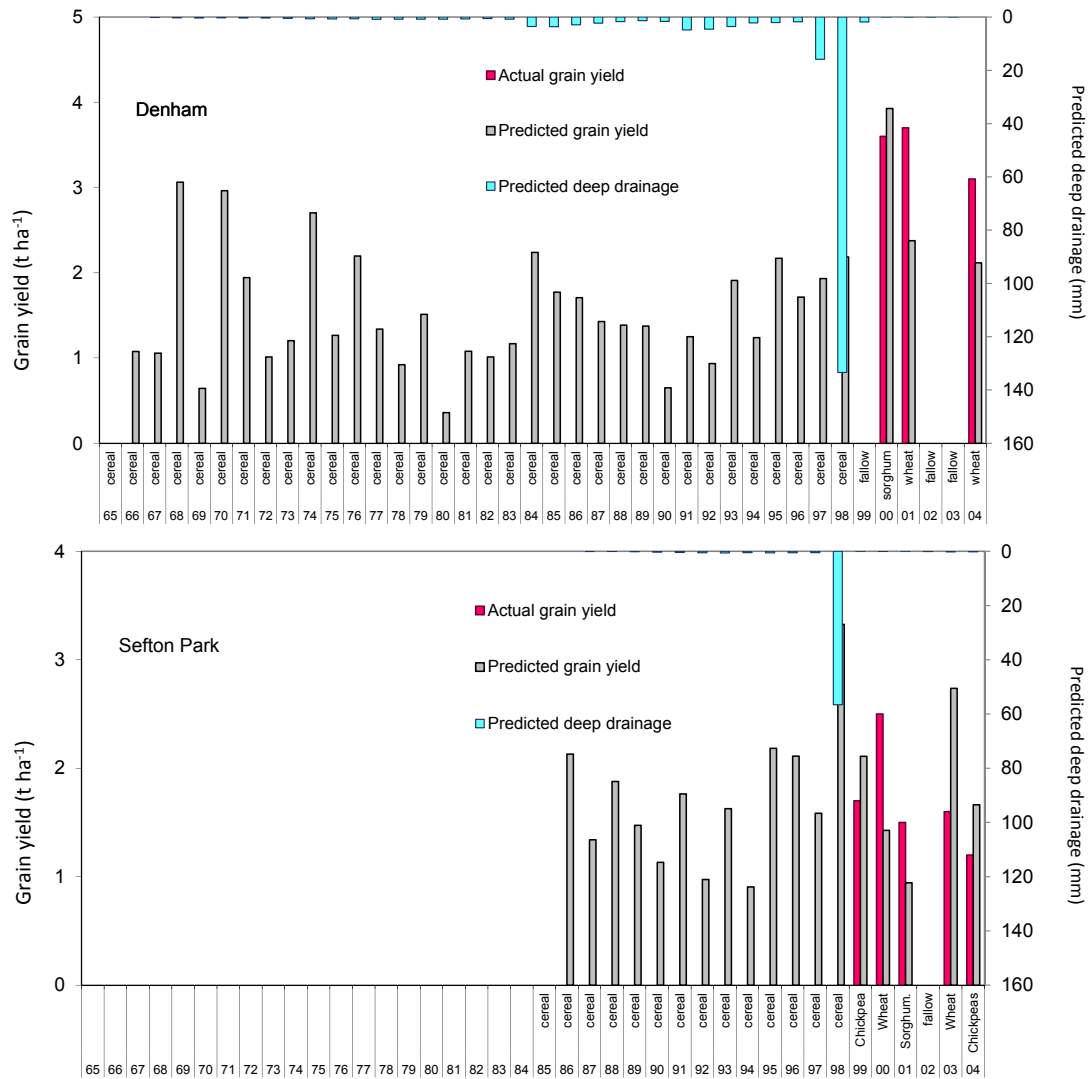 5
4
3
2
1
0
Grain yield (t ha-1)
Denham
Actual grain yield
Predicted grain yield
Predicted deep drainage
0
20
40
60
80
100
120
140
160
Predicted deep drainage (mm)
cereal cereal cereal cereal cereal cereal cereal cereal cereal cereal cereal cereal cereal cereal cereal cereal cereal cereal cereal cereal cereal cereal cereal cereal cereal cereal cereal cereal cereal cereal cereal cereal cereal cereal fallow sorghum wheat fallow fallow wheat
65 66 67 68 69 70 71 72 73 74 75 76 77 78 79 80 81 82 83 84 85 86 87 88 89 90 91 92 93 94 95 96 97 98 99 00 01 02 03 04
4
3
2
1
0
Grain yield (t ha-1)
Sefton Park
Actual grain yield
Predicted grain yield
Predicted deep drainage
0
20
40
60
80
100
120
140
160
Predicted deep drainage (mm)
cereal cereal cereal cereal cereal cereal cereal cereal cereal cereal cereal cereal cereal cereal Chickpea Wheat Sorghum. fallow Wheat Chickpeas
65 66 67 68 69 70 71 72 73 74 75 76 77 78 79 80 81 82 83 84 85 86 87 88 89 90 91 92 93 94 95 96 97 98 99 00 01 02 03 04